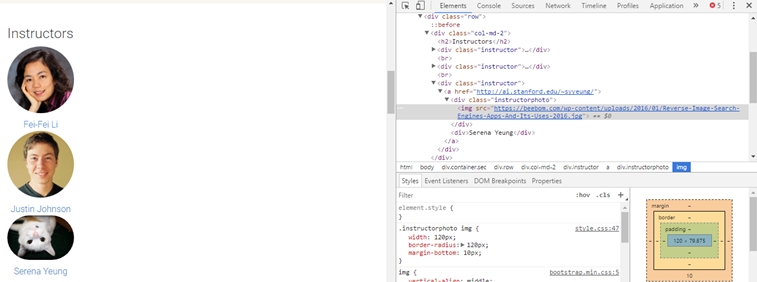 Instructors
Fei-Fei Li
Justin Johnson
Serena Yeung
Elements Console Sources Network Timeline Profiles Application » 5
▼<div class="row">
::before
▼<div class="col-md-2">
<h2>Instructors</h2>
▶<div class="instructor">…</div>
<br>
▶<div class="instructor">…</div>
<br>
▼<div class="instructor">
▼<a href="http://ai.stanford.edu/~syyeung/">
▼<div class="instructorphoto">
<img src="https://beebom.com/wp-content/uploads/2016/01/Reverse-Image-Search-
Engines-Apps-And-Its-Uses-2016.jpg"> == $0
</div>
<div>Serena Yeung</div>
</a>
</div>
html body div.container.sec div.row div.col-md-2 div.instructor a div.instructorphoto img
Styles Event Listeners DOM Breakpoints Properties
Filter :hov .cls +
element.style {
}
.instructorphoto img { style.css:47
width: 120px;
border-radius:▶120px;
margin-bottom: 10px;
}
img { bootstrap.min.css:5
vertical-align: middle;
margin -
border -
padding -
- - - 120 × 79.875 - - -
-
-
10